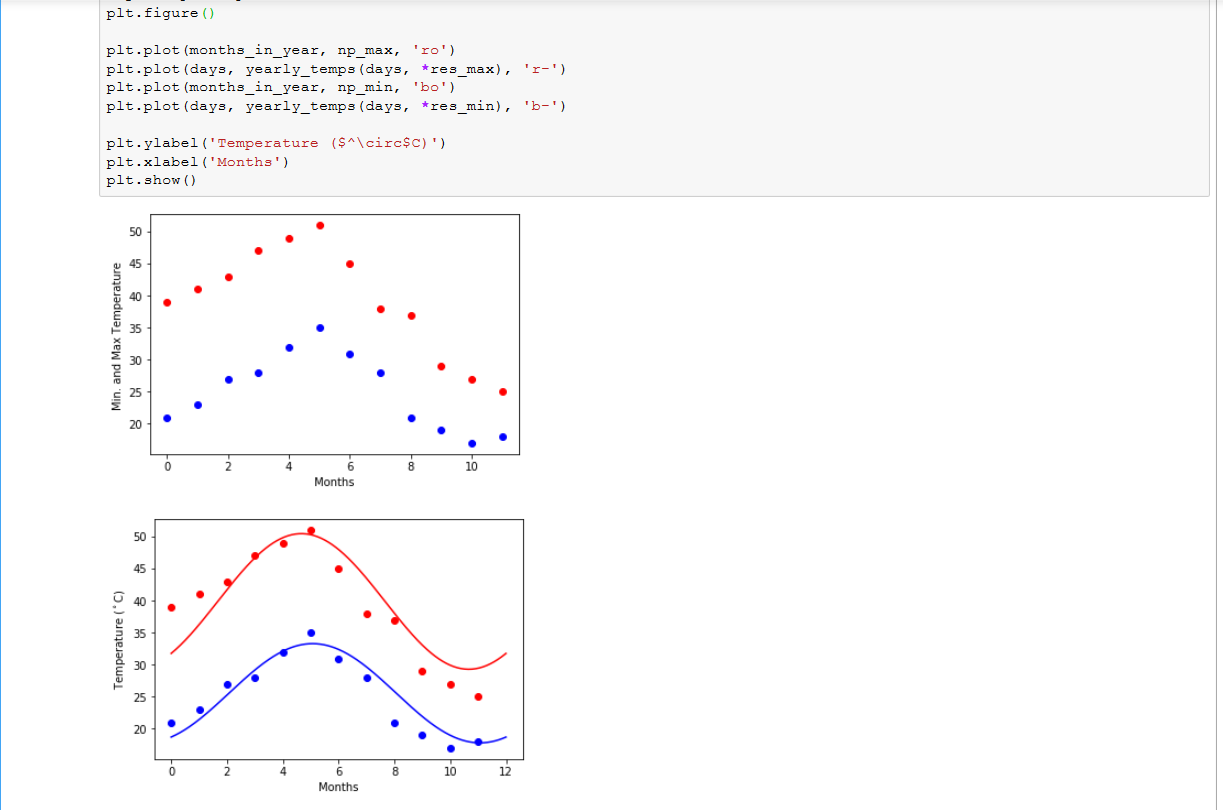 plt.figure()
plt.plot(months_in_year, np_max, 'ro')
plt.plot(days, yearly_temps(days, *res_max), 'r-')
plt.plot(months_in_year, np_min, 'bo')
plt.plot(days, yearly_temps(days, *res_min), 'b-')
plt.ylabel('Temperature ($^\circ$C)')
plt.xlabel('Months')
plt.show()
Min. and Max Temperature
50
45
40
35
30
25
20
0 2 4 6 8 10
Months
Temperature (°C)
50
45
40
35
30
25
20
0 2 4 6 8 10 12
Months